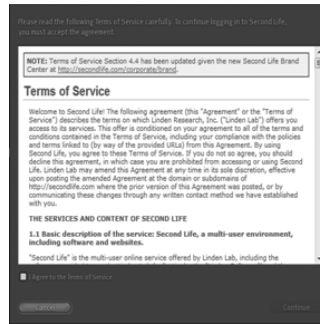 Please read the following Terms of Service carefully. To continue logging in to Second Life,
you must accept the agreement.
NOTE: Terms of Service Section 4.4 has been updated given the new Second Life Brand
Center at http://secondlife.com/corporate/brand.
Terms of Service
Welcome to Second Life! The following agreement (this "Agreement" or the "Terms of
Service") describes the terms on which Linden Research, Inc. ("Linden Lab") offers you
access to its services. This offer is conditioned on your agreement to all of the terms and
conditions contained in the Terms of Service, including your compliance with the policies
and terms linked to (by way of the provided URLs) from this Agreement. By using
Second Life, you agree to these Terms of Service. If you do not so agree, you should
decline this agreement, in which case you are prohibited from accessing or using Second
Life. Linden Lab may amend this Agreement at any time in its sole discretion, effective
upon posting the amended Agreement at the domain or subdomains of
http://secondlife.com where the prior version of this Agreement was posted, or by
communicating these changes through any written contact method we have established
with you.
THE SERVICES AND CONTENT OF SECOND LIFE
1.1 Basic description of the service: Second Life, a multi-user environment,
including software and websites.
"Second Life" is the multi-user online service offered by Linden Lab, including the
I Agree to the Terms of Service
Cancel
Continue